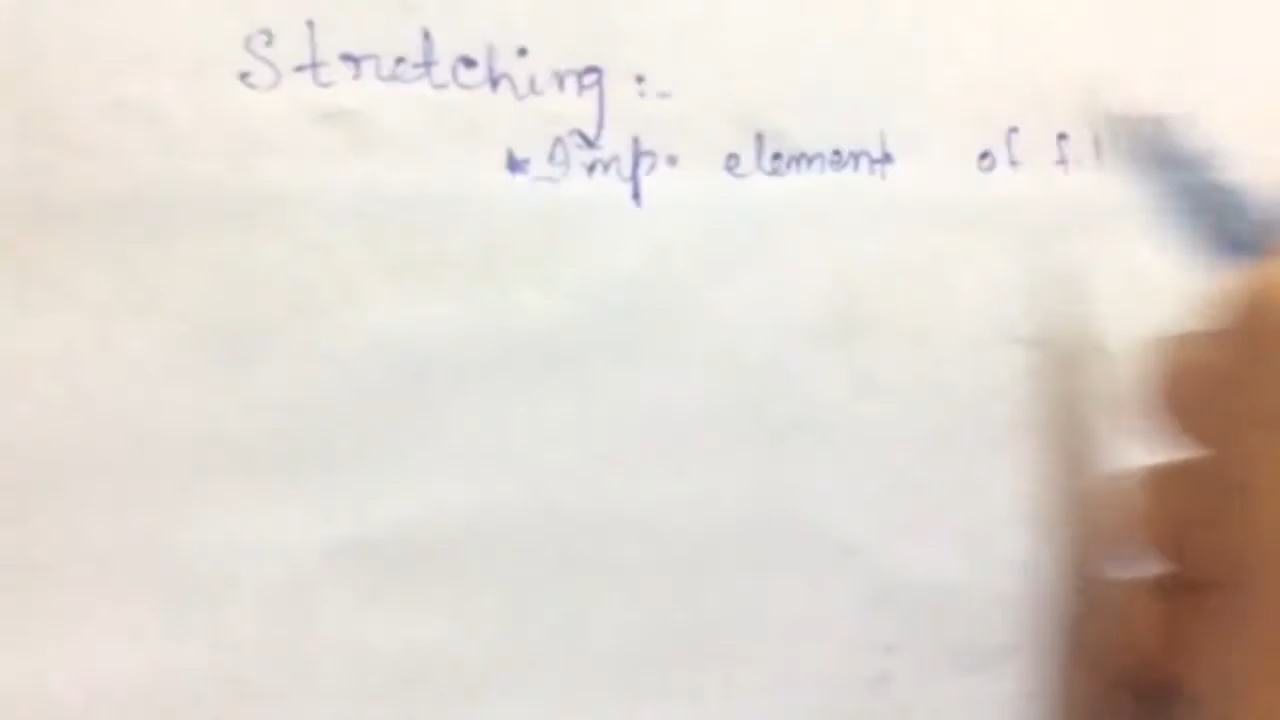 Stretching :-
* Imp. element of